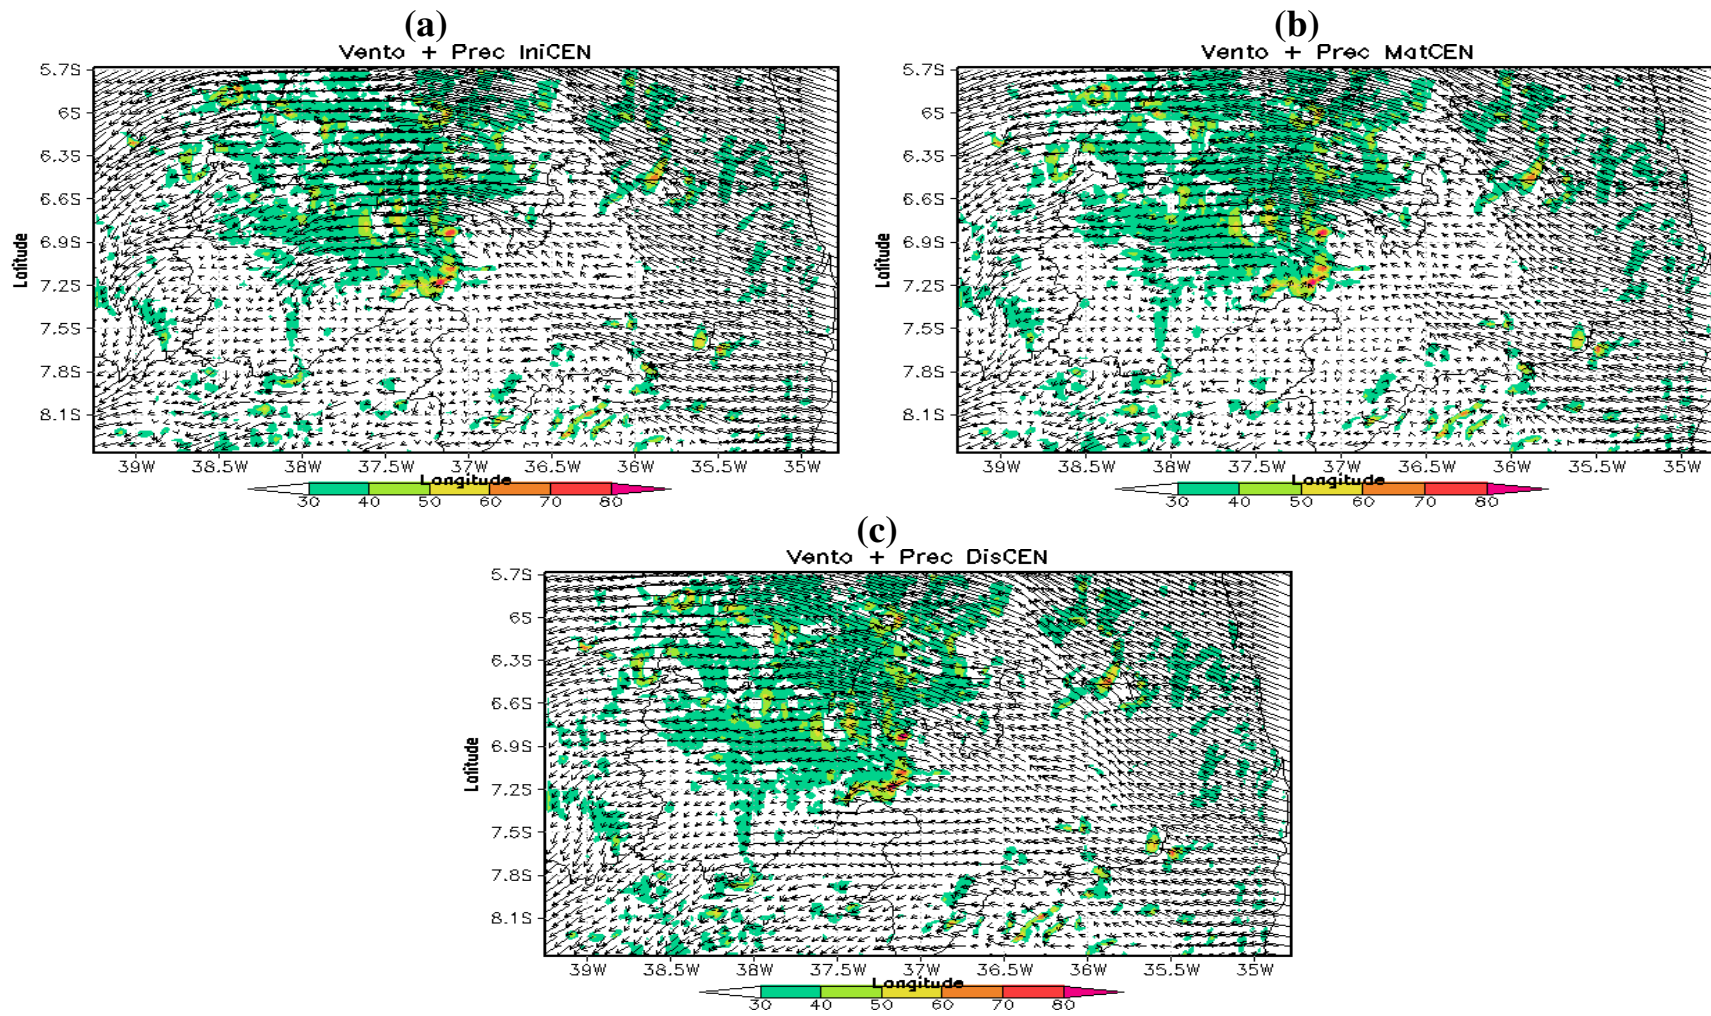 (a)
Vento + Prec IniCEN
5.7S
6S
6.3S
6.6S
6.9S
7.2S
7.5S
7.8S
8.1S
Latitude
39W 38.5W 38W 37.5W 37W 36.5W 36W 35.5W 35W
Longitude
30 40 50 60 70 80
(b)
Vento + Prec MatCEN
5.7S
6S
6.3S
6.6S
6.9S
7.2S
7.5S
7.8S
8.1S
Latitude
39W 38.5W 38W 37.5W 37W 36.5W 36W 35.5W 35W
Longitude
30 40 50 60 70 80
(c)
Vento + Prec DisCEN
5.7S
6S
6.3S
6.6S
6.9S
7.2S
7.5S
7.8S
8.1S
Latitude
39W 38.5W 38W 37.5W 37W 36.5W 36W 35.5W 35W
Longitude
30 40 50 60 70 80